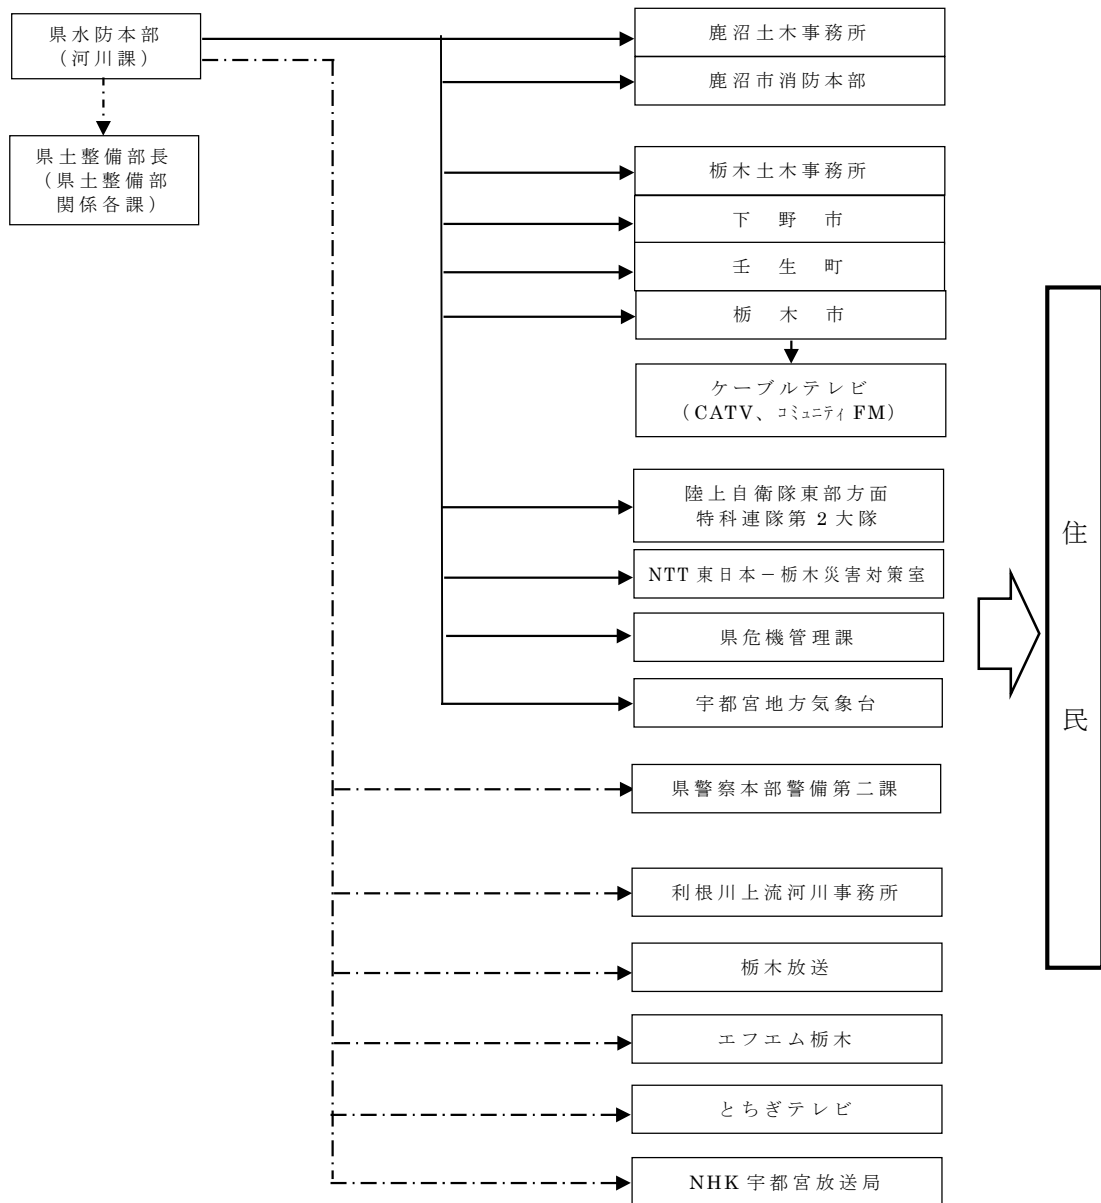 県水防本部
（河川課）
県土整備部長
（県土整備部
関係各課）
鹿沼土木事務所
鹿沼市消防本部
栃木土木事務所
下野市
壬生町
栃木市
ケーブルテレビ
（CATV、コミュニティFM）
陸上自衛隊東部方面
特科連隊第2大隊
NTT東日本－栃木災害対策室
県危機管理課
宇都宮地方気象台
県警察本部警備第二課
利根川上流河川事務所
栃木放送
エフエム栃木
とちぎテレビ
NHK宇都宮放送局
住民